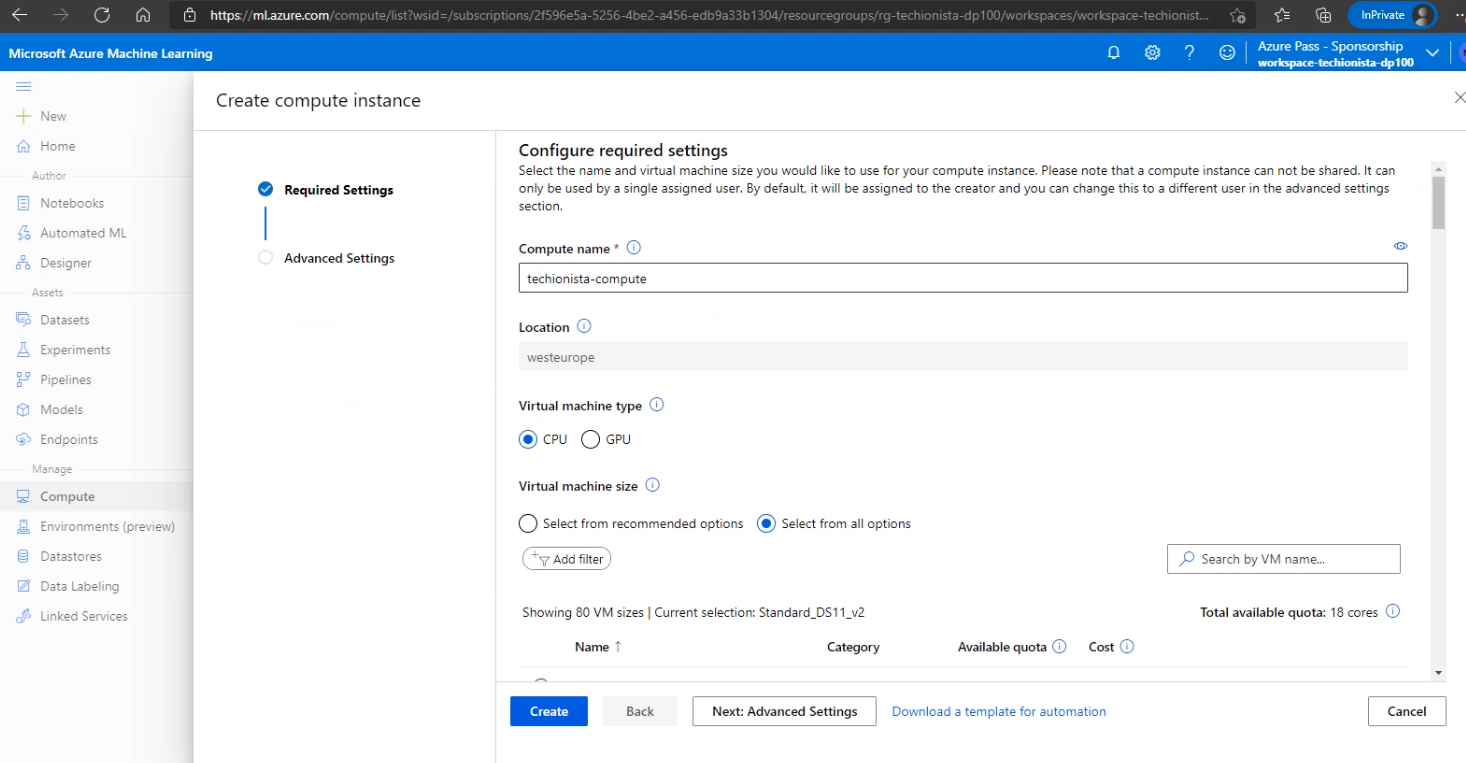 https://ml.azure.com/compute/list?wsid=/subscriptions/2f596e5a-5256-4be2-a456-edb9a33b1304/resourcegroups/rg-techionista-dp100/workspaces/workspace-techionist...
InPrivate
Microsoft Azure Machine Learning
Azure Pass - Sponsorship
workspace-techionista-dp100
New
Home
Author
Notebooks
Automated ML
Designer
Assets
Datasets
Experiments
Pipelines
Models
Endpoints
Manage
Compute
Environments (preview)
Datastores
Data Labeling
Linked Services
Create compute instance
Required Settings
Advanced Settings
Configure required settings
Select the name and virtual machine size you would like to use for your compute instance. Please note that a compute instance can not be shared. It can
only be used by a single assigned user. By default, it will be assigned to the creator and you can change this to a different user in the advanced settings
section.
Compute name *
techionista-compute
Location
westeurope
Virtual machine type
CPU GPU
Virtual machine size
Select from recommended options Select from all options
Add filter
Search by VM name...
Showing 80 VM sizes | Current selection: Standard_DS11_v2
Total available quota: 18 cores
Name ↑ Category Available quota Cost
Create Back Next: Advanced Settings Download a template for automation Cancel